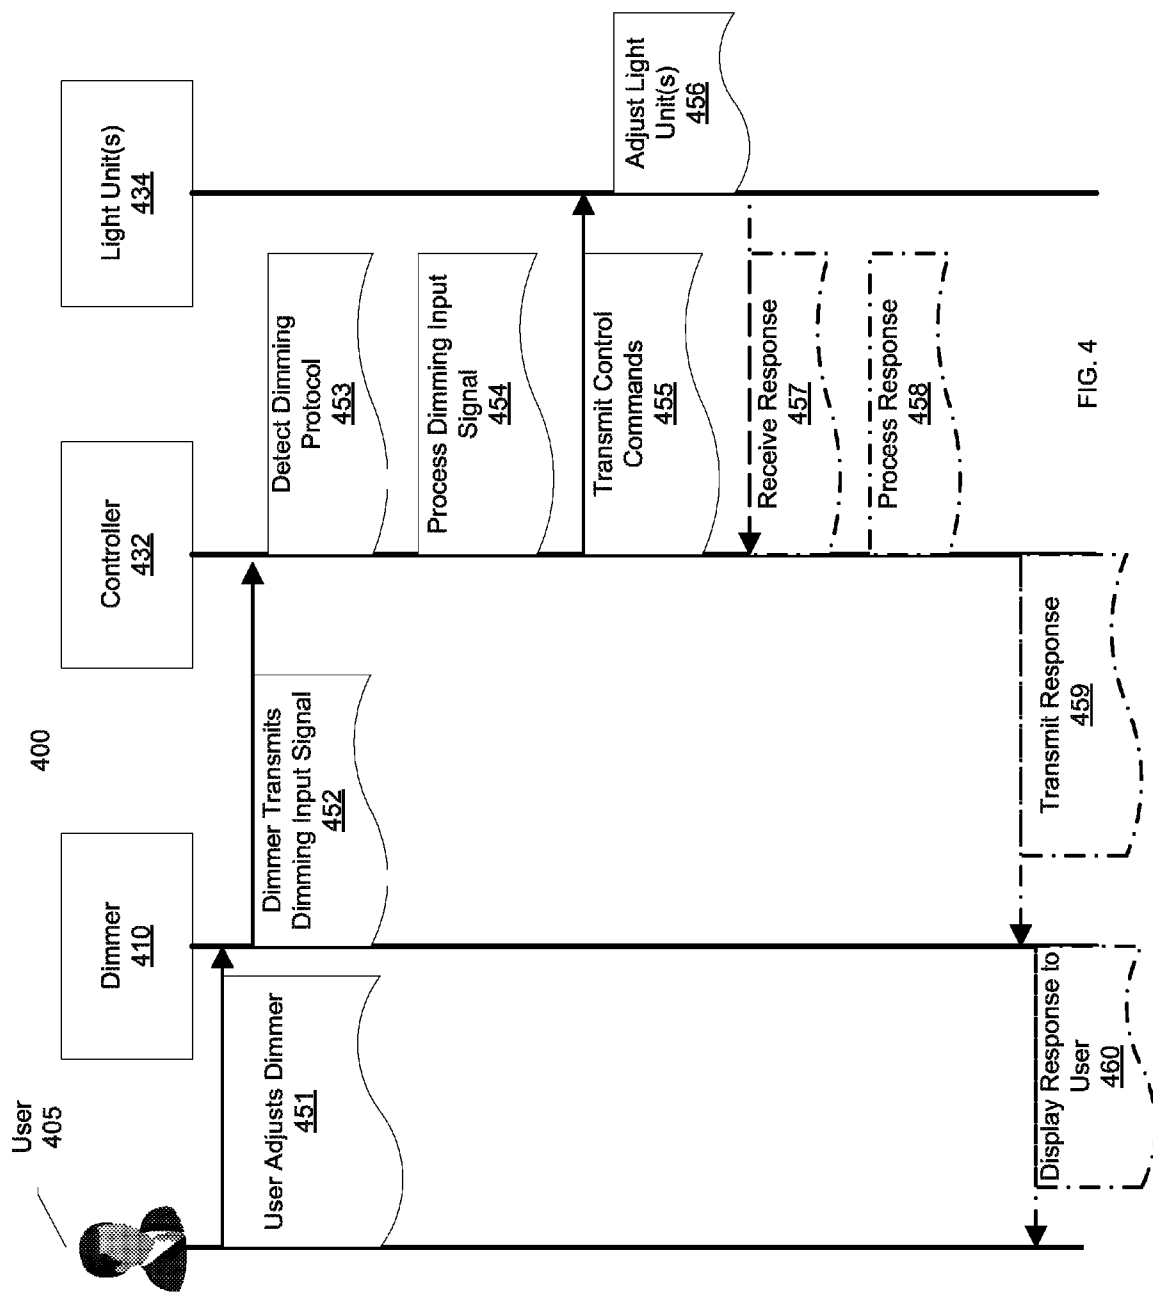 400
User
405
Dimmer
410
Controller
432
Light Unit(s)
434
User Adjusts Dimmer
451
Dimmer Transmits
Dimming Input Signal
452
Detect Dimming
Protocol
453
Process Dimming Input
Signal
454
Transmit Control
Commands
455
Adjust Light
Unit(s)
456
Receive Response
457
Process Response
458
Transmit Response
459
Display Response to
User
460
FIG. 4